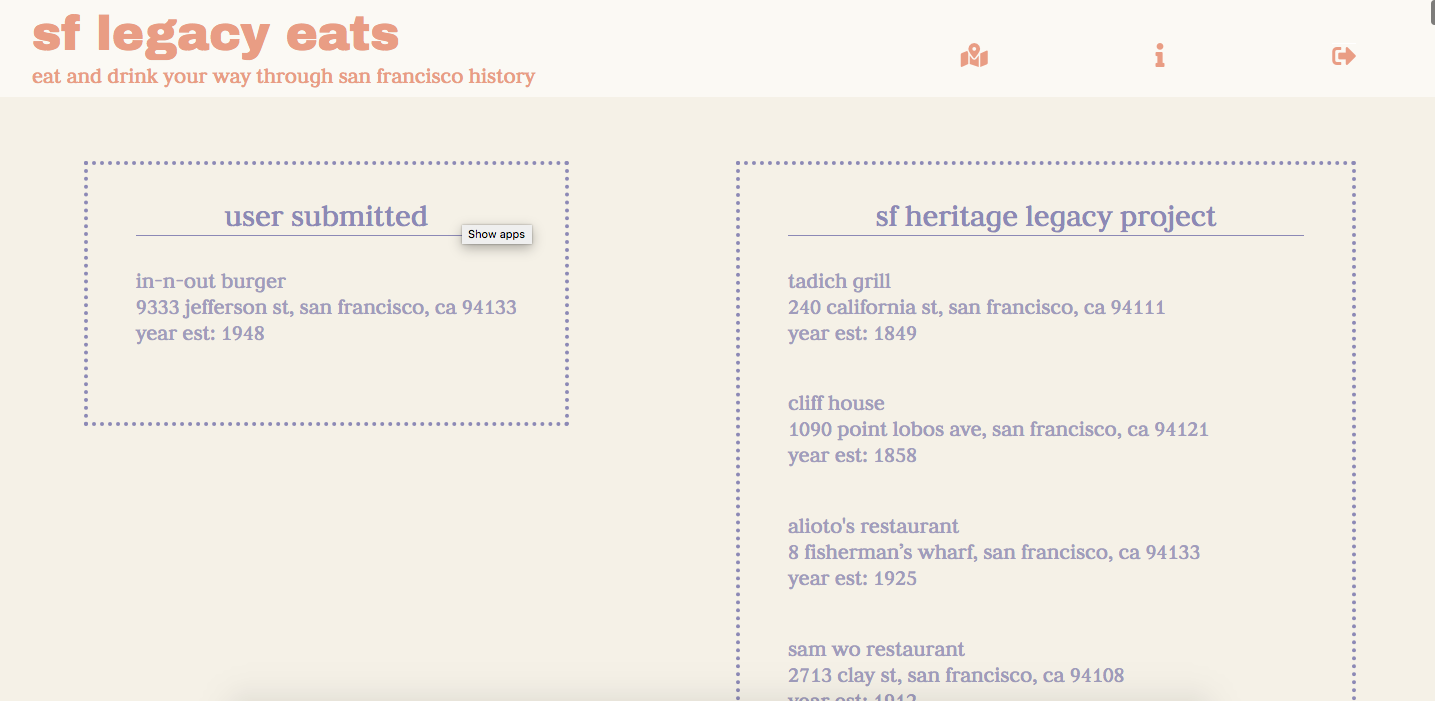 sf legacy eats
eat and drink your way through san francisco history
user submitted
Show apps
in-n-out burger
9333 jefferson st, san francisco, ca 94133
year est: 1948
sf heritage legacy project
tadich grill
240 california st, san francisco, ca 94111
year est: 1849
cliff house
1090 point lobos ave, san francisco, ca 94121
year est: 1858
alioto's restaurant
8 fisherman’s wharf, san francisco, ca 94133
year est: 1925
sam wo restaurant
2713 clay st, san francisco, ca 94108
year est: 1912